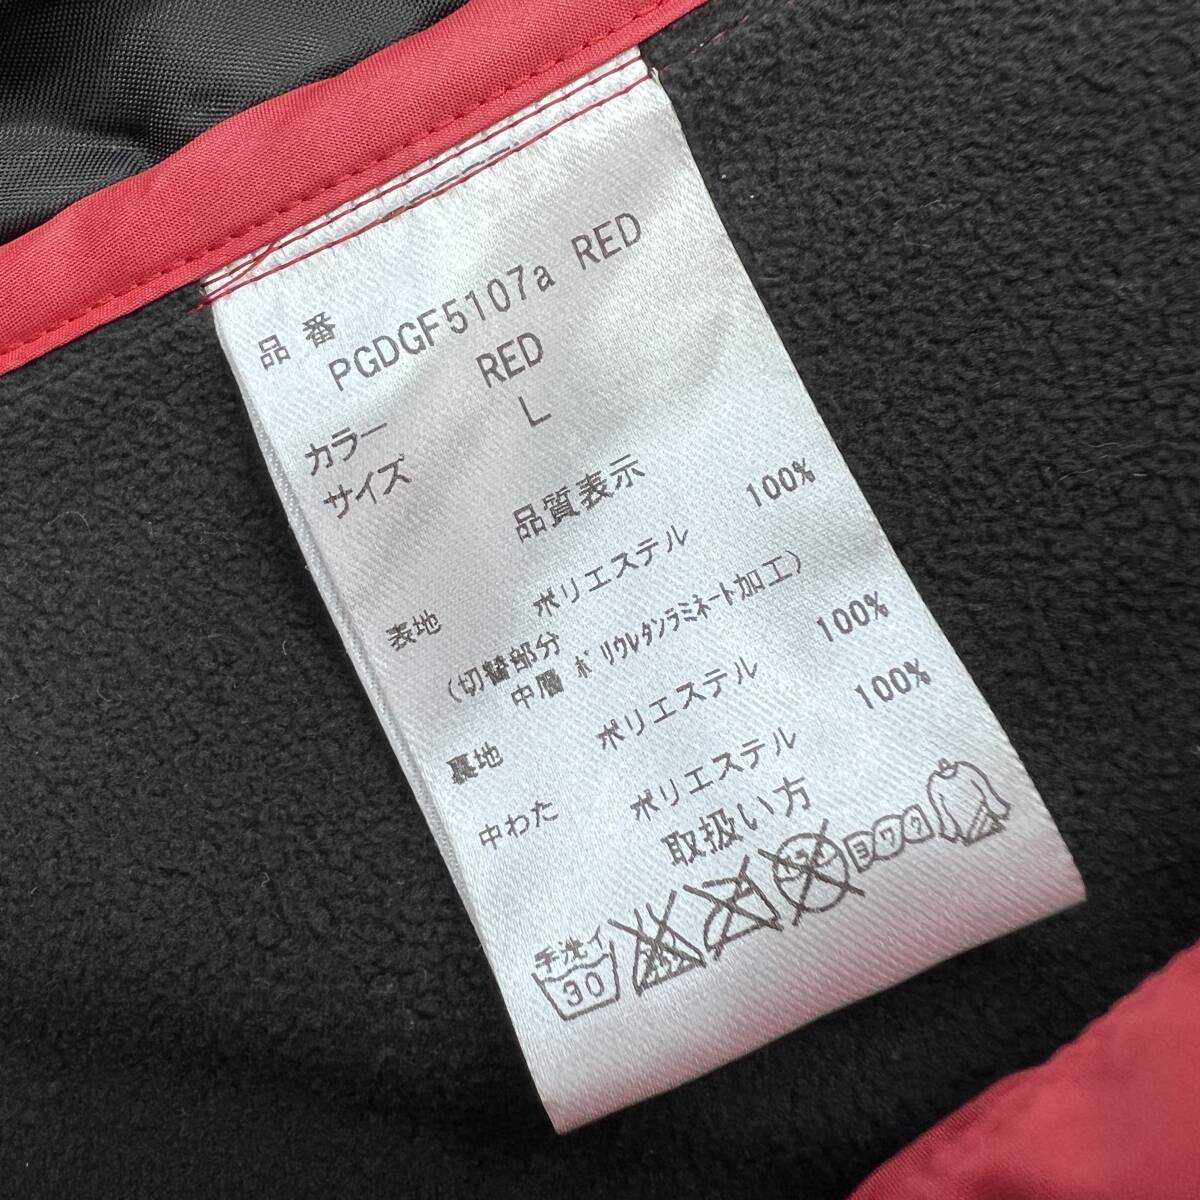 品番 PGDGF5107a RED
カラー RED
サイズ L
品質表示
表地 ポリエステル 100%
(切替部分
中層 ポリウレタンラミネート加工)
裏地 ポリエステル 100%
中わた ポリエステル 100%
取扱い方
手洗イ 30 ドライ ヨワク